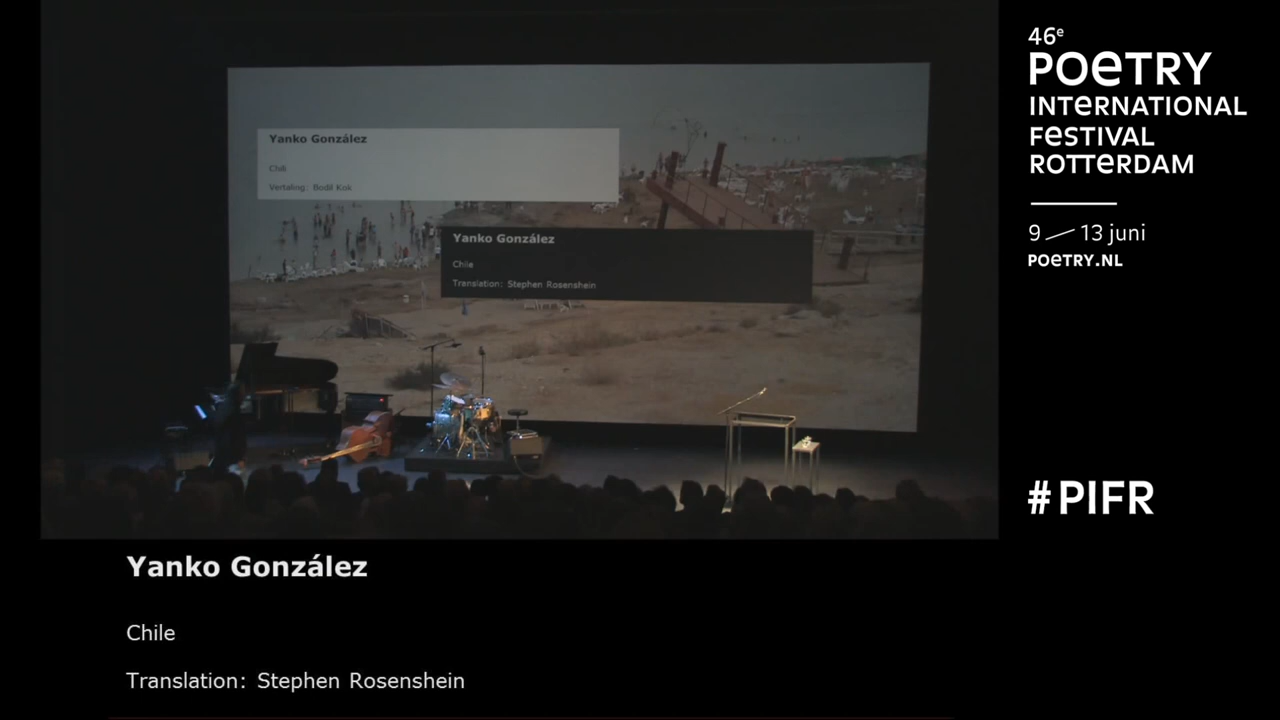 Yanko González
Chili
Vertaling: Bodil Kok
Yanko González
Chile
Translation: Stephen Rosenshein
46e
POeTRY
INTeRNATIONAL
FeSTIVAL
ROTTeRDAM
9 — 13 juni
POeTRY.NL
#PIFR
Yanko González
Chile
Translation: Stephen Rosenshein